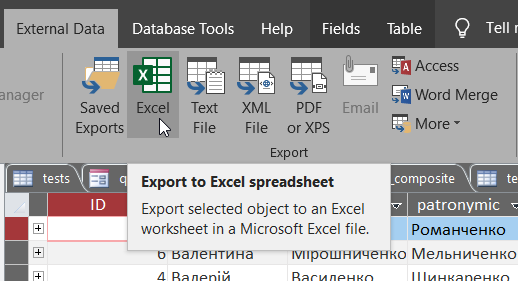 External Data Database Tools Help Fields Table Tell
anager Saved Exports Excel Text File XML File PDF or XPS Email Access
Word Merge
More
Export
tests _composite te
Export to Excel spreadsheet
Export selected object to an Excel
worksheet in a Microsoft Excel file.
ID patronymic
Романченко
6 Валентина Мірошниченко Мельниченко
4 Валерій Василенко Шинкаренко